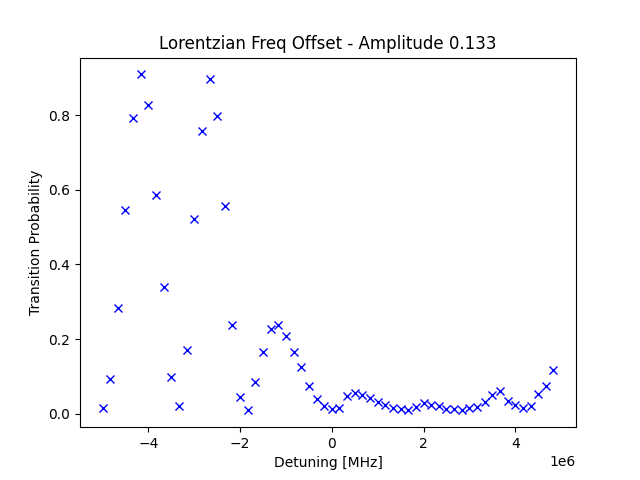 Lorentzian Freq Offset - Amplitude 0.133
Transition Probability
0.8
0.6
0.4
0.2
0.0
−4 −2 0 2 4
1e6
Detuning [MHz]